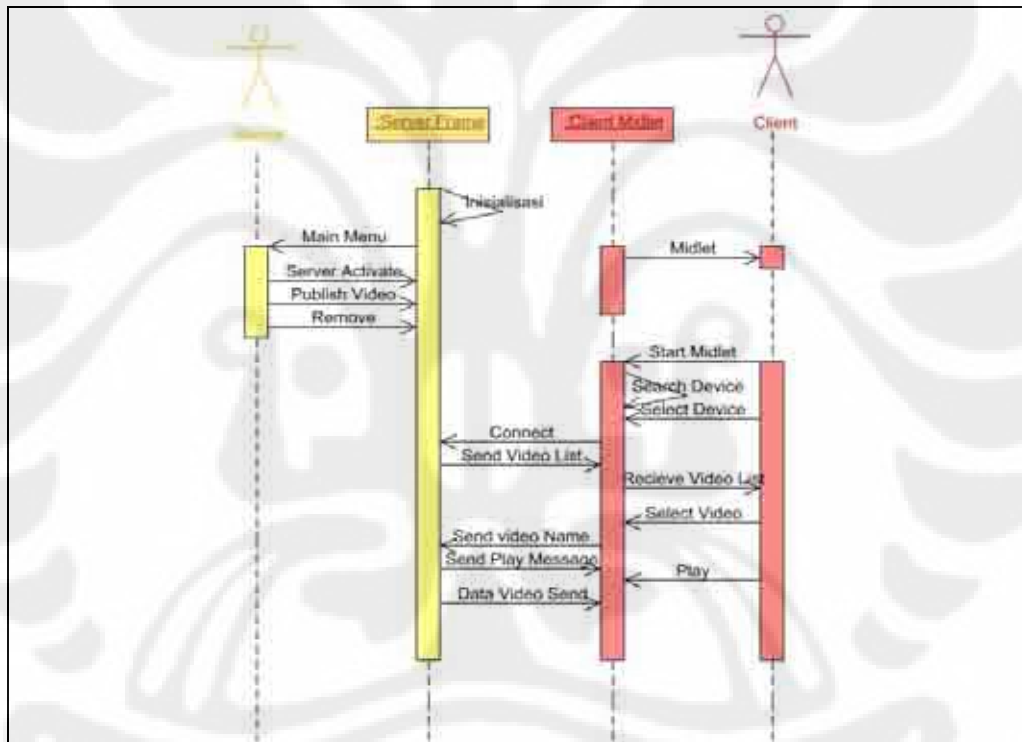 :Server Frame
:Client Midlet
Client
Inisialisasi
Main Menu
Midlet
Server Activate
Publish Video
Remove
Start Midlet
Search Device
Select Device
Connect
Send Video List
Recieve Video List
Select Video
Send video Name
Send Play Message
Play
Data Video Send